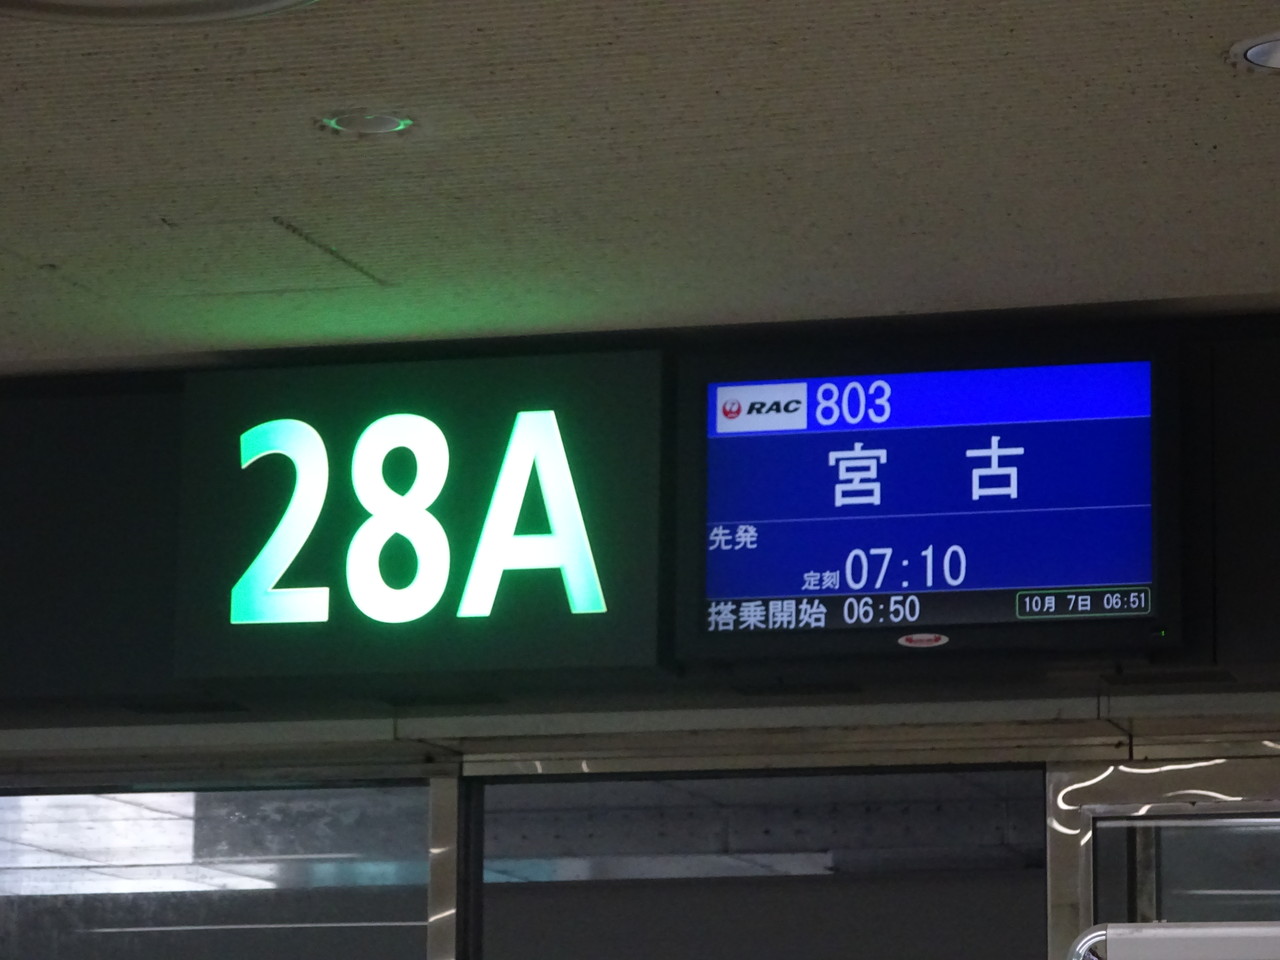 28A
RAC 803
宮 古
先発
定刻 07:10
搭乗開始 06:50
10月 7日 06:51